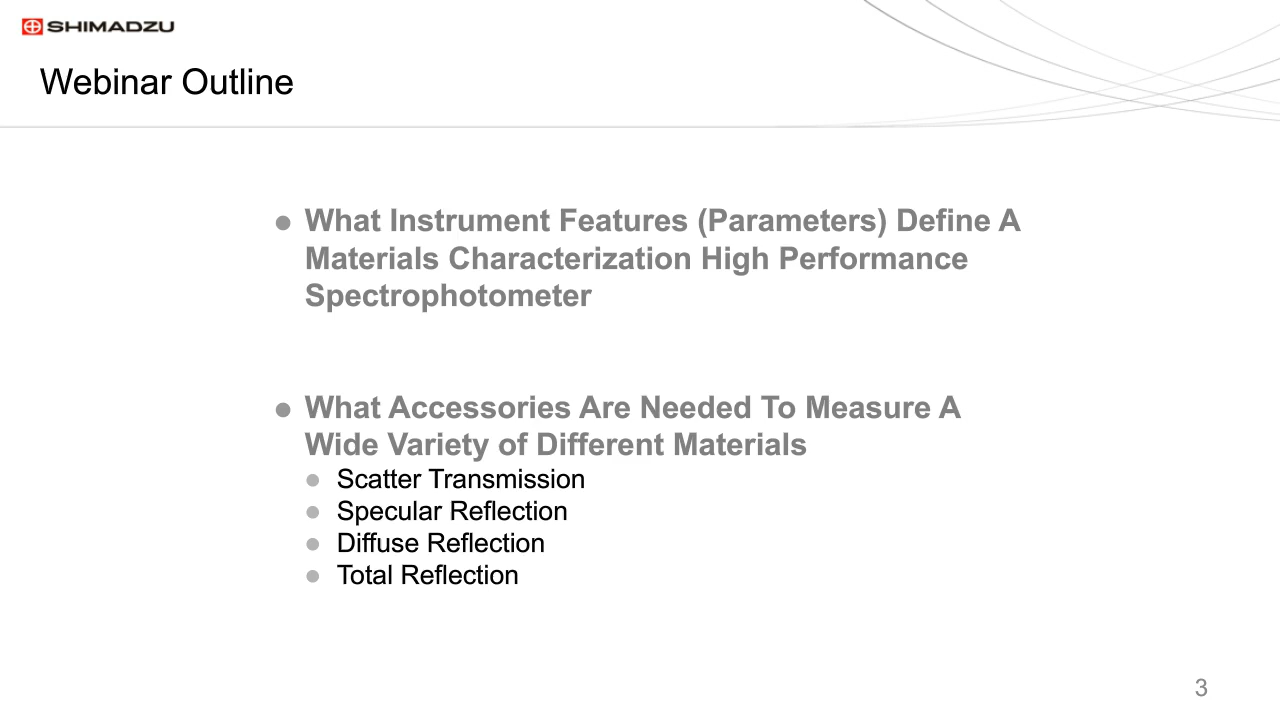 SHIMADZU
Webinar Outline
What Instrument Features (Parameters) Define A
Materials Characterization High Performance
Spectrophotometer
What Accessories Are Needed To Measure A
Wide Variety of Different Materials
Scatter Transmission
Specular Reflection
Diffuse Reflection
Total Reflection
3